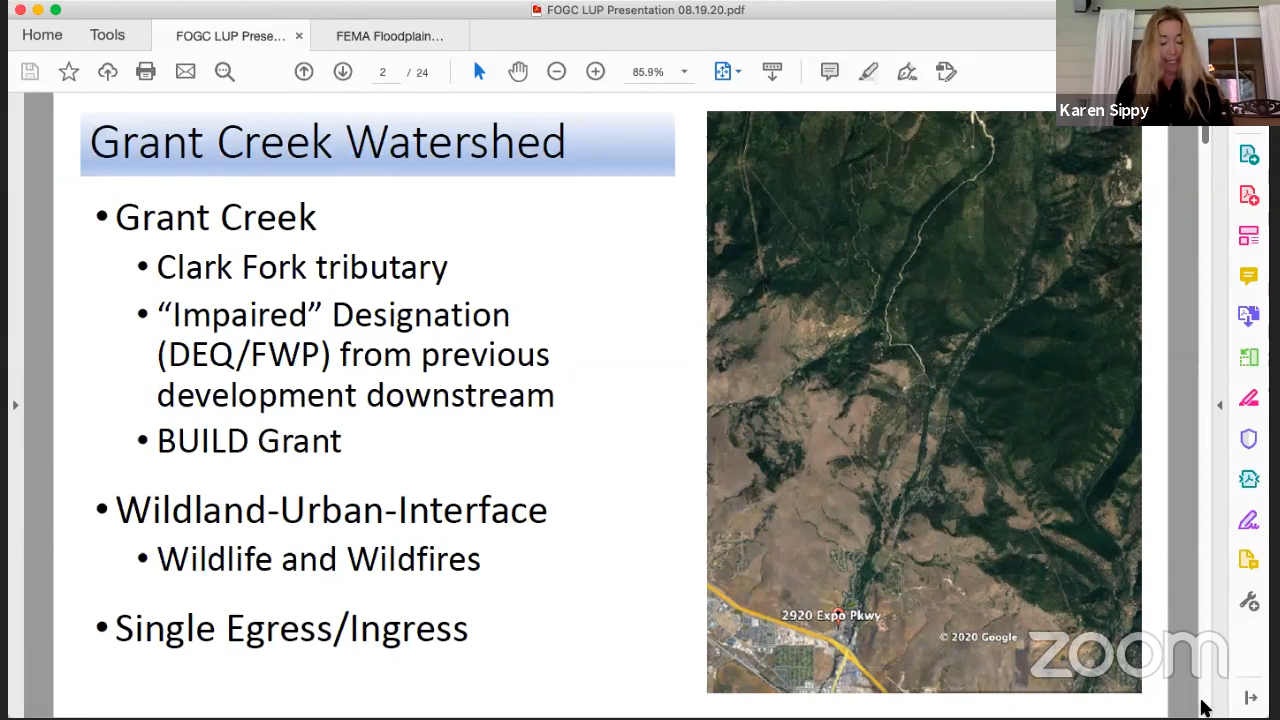 FOGC LUP Presentation 08.19.20.pdf
Home
Tools
FOGC LUP Prese...
×
FEMA Floodplain...
2
/ 24
85.9%
Karen Sippy
Grant Creek Watershed
• Grant Creek
• Clark Fork tributary
• “Impaired” Designation
(DEQ/FWP) from previous
development downstream
• BUILD Grant
• Wildland-Urban-Interface
• Wildlife and Wildfires
• Single Egress/Ingress
2920 Expo Pkwy
© 2020 Google
zoom